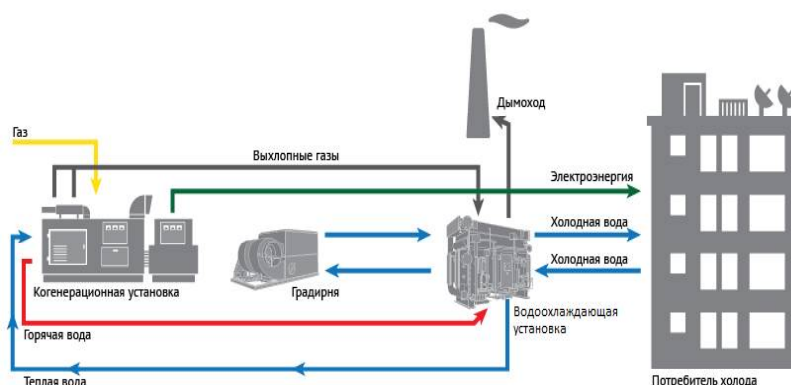 Дымоход
Газ
Выхлопные газы
Электроэнергия
Холодная вода
Холодная вода
Когенерационная установка
Градирня
Водоохлаждающая
установка
Горячая вода
Теплая вода
Потребитель холода